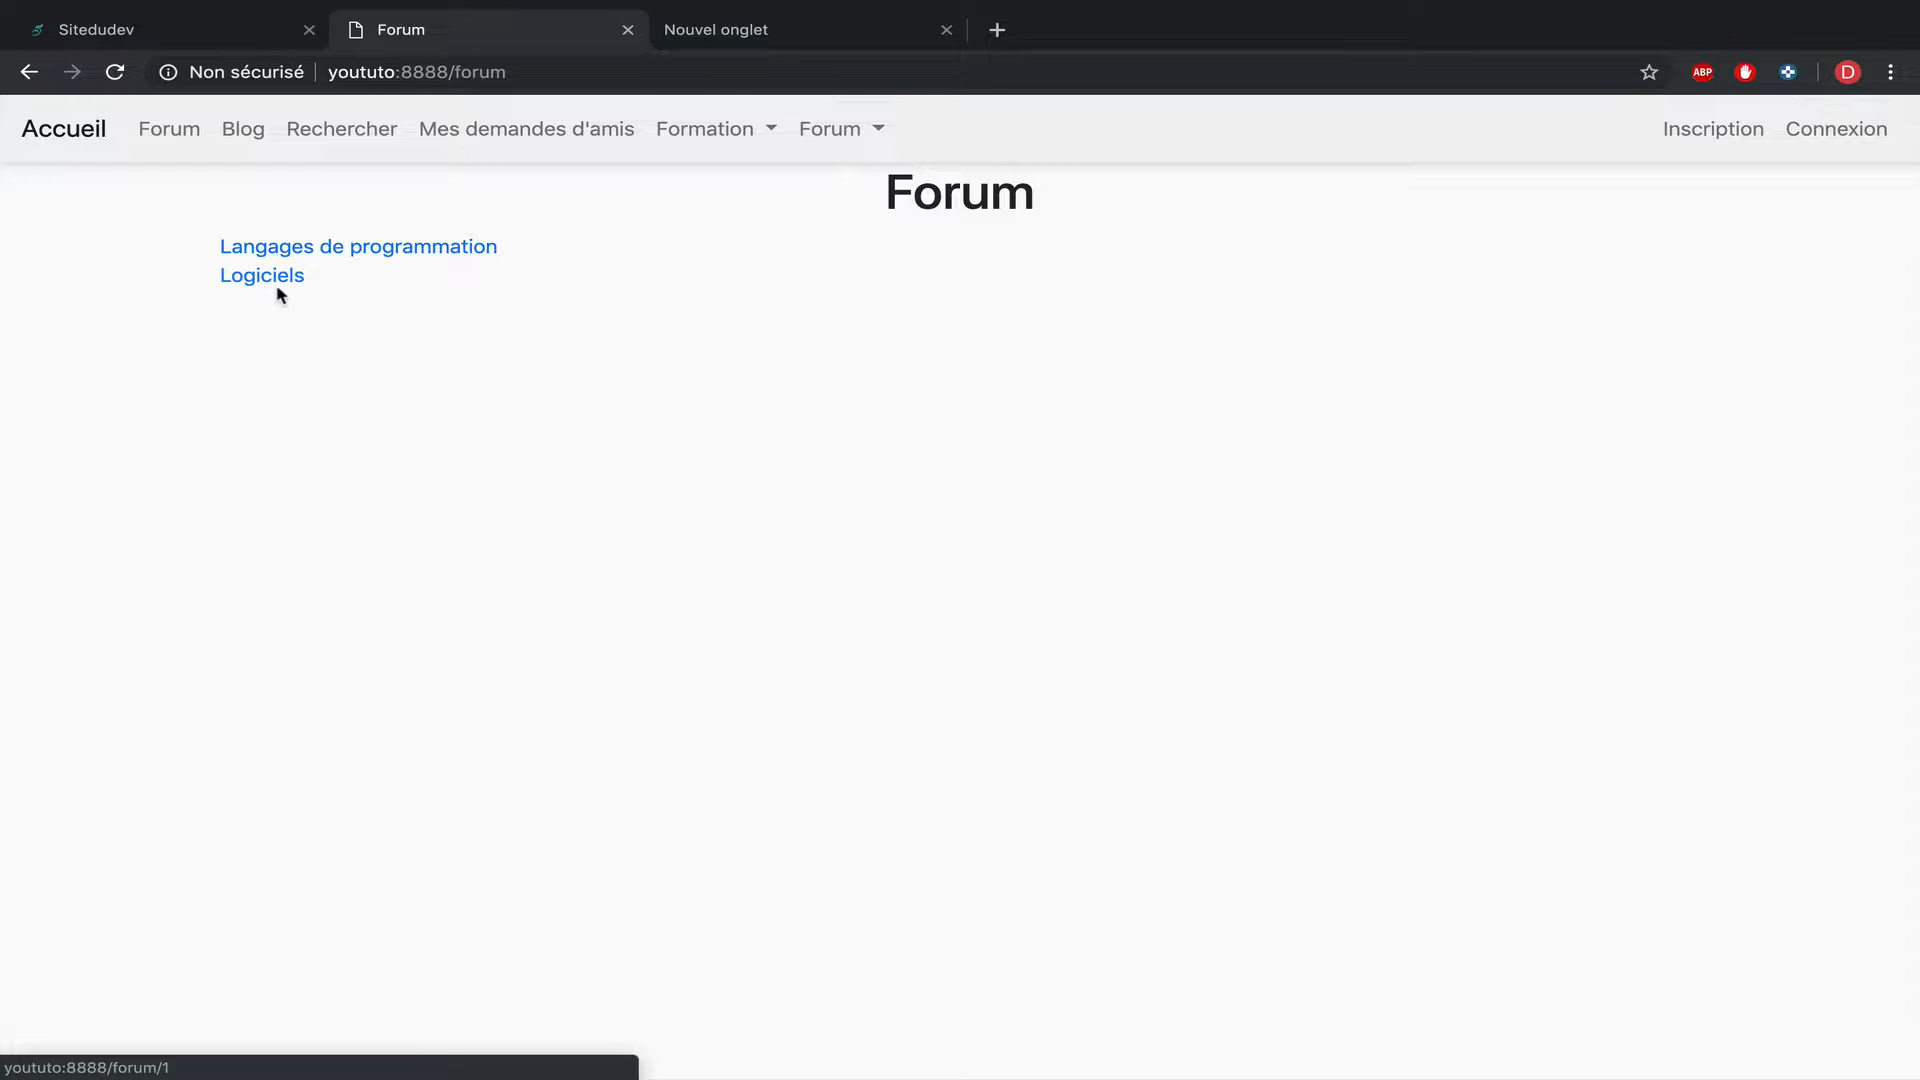 Sitedudev
Forum
Nouvel onglet
Non sécurisé
yoututo:8888/forum
ABP
D
Accueil
Forum
Blog
Rechercher
Mes demandes d'amis
Formation
Forum
Inscription
Connexion
Forum
Langages de programmation
Logiciels
yoututo:8888/forum/1